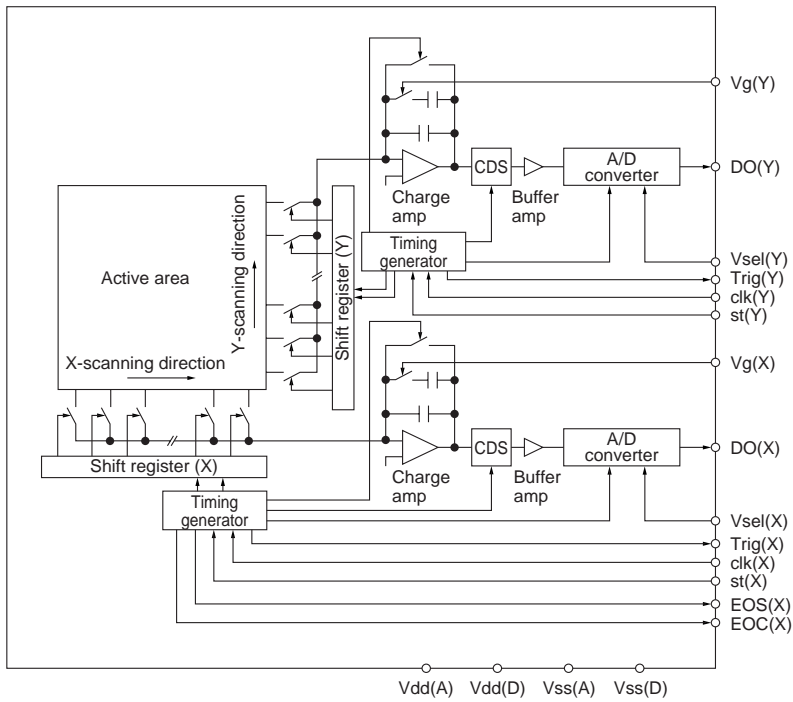 Vg(Y)
CDS
A/D
converter
DO(Y)
Charge
amp
Buffer
amp
Active area
Y-scanning direction
X-scanning direction
Shift register (Y)
Timing
generator
Vsel(Y)
Trig(Y)
clk(Y)
st(Y)
Vg(X)
CDS
A/D
converter
DO(X)
Charge
amp
Buffer
amp
Shift register (X)
Timing
generator
Vsel(X)
Trig(X)
clk(X)
st(X)
EOS(X)
EOC(X)
Vdd(A)
Vdd(D)
Vss(A)
Vss(D)